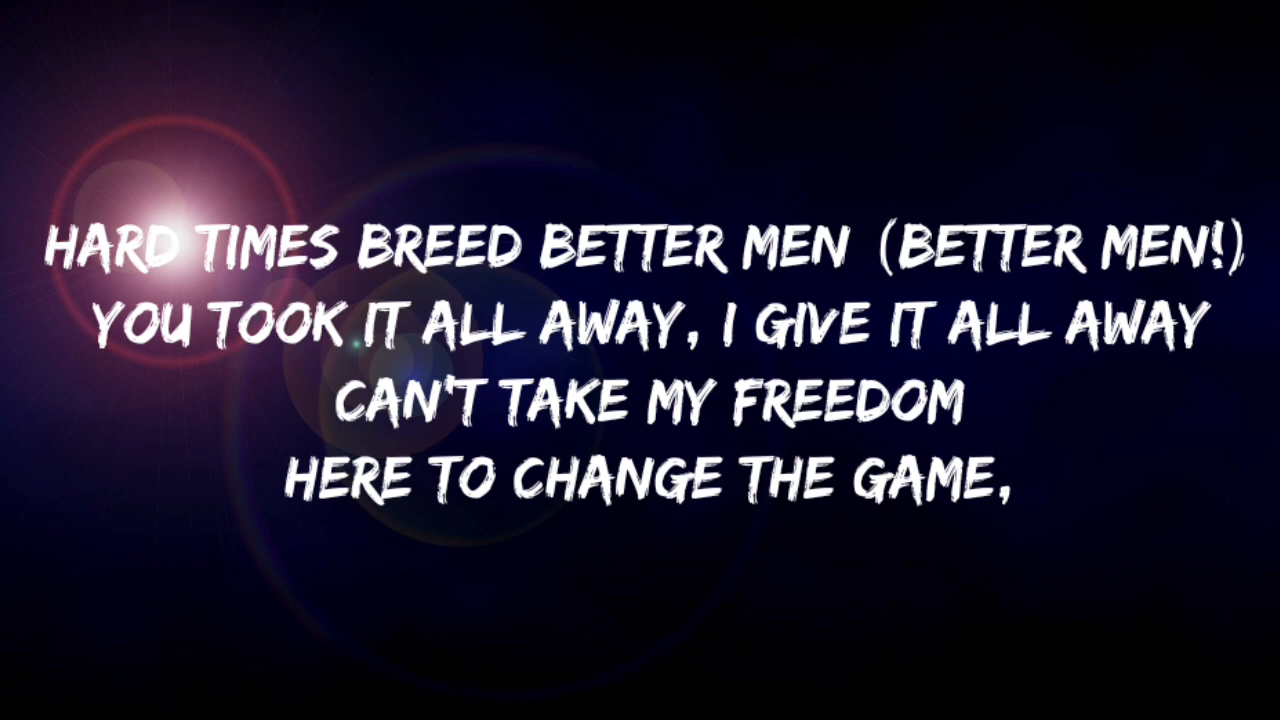 HARD TIMES BREED BETTER MEN (BETTER MEN!)
YOU TOOK IT ALL AWAY, I GIVE IT ALL AWAY
CAN'T TAKE MY FREEDOM
HERE TO CHANGE THE GAME,